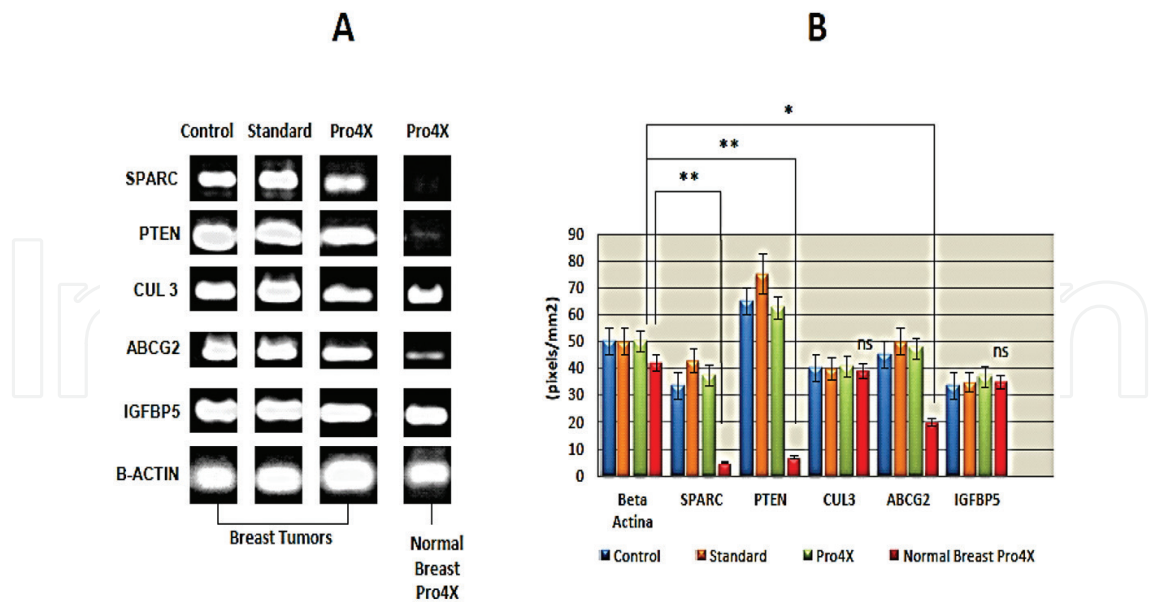 A
Control Standard Pro4X Pro4X
SPARC
PTEN
CUL 3
ABCG2
IGFBP5
B-ACTIN
Breast Tumors
Normal
Breast
Pro4X
B
*
**
**
(pixels/mm2)
90
80
70
60
50
40
30
20
10
0
ns
ns
Beta
Actina
SPARC PTEN CUL3 ABCG2 IGFBP5
Control Standard Pro4X Normal Breast Pro4X